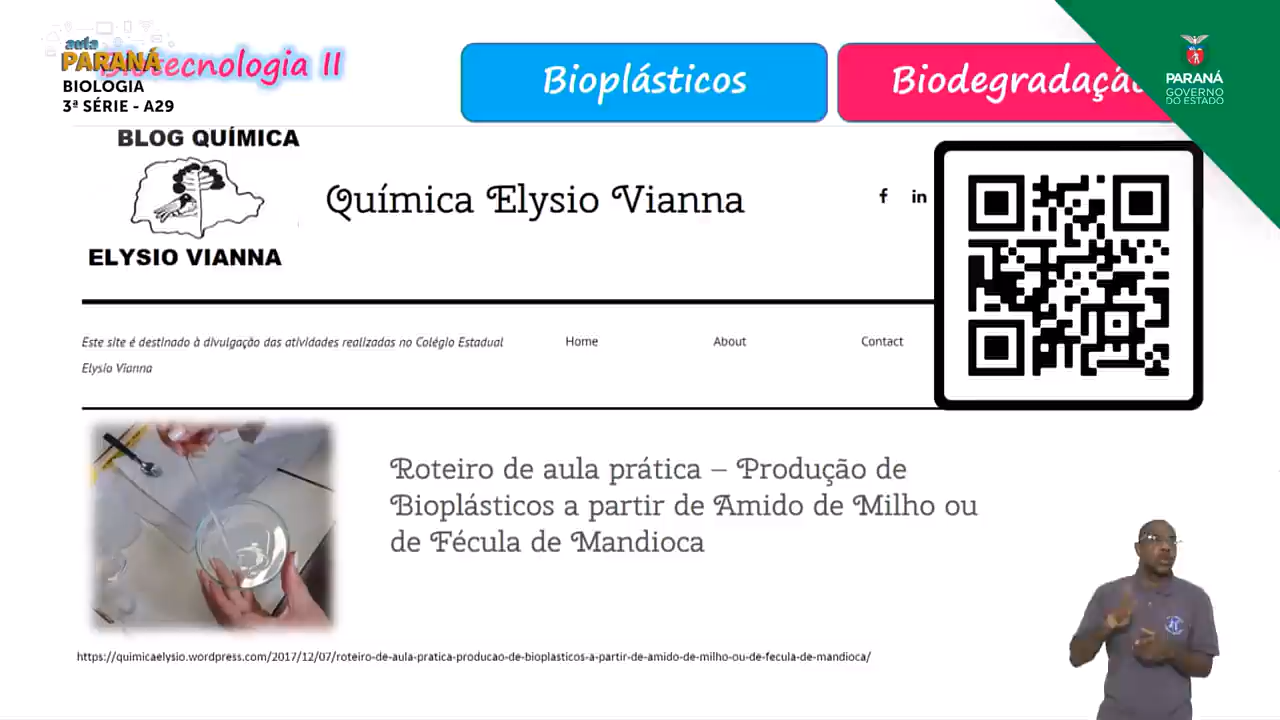 aula
PARANÁ
Biotecnologia II
BIOLOGIA
3ª SÉRIE - A29
Bioplásticos
Biodegradação
PARANÁ
GOVERNO
DO ESTADO
BLOG QUÍMICA
ELYSIO VIANNA
Química Elysio Vianna
f in
Este site é destinado à divulgação das atividades realizadas no Colégio Estadual
Elysio Vianna
Home
About
Contact
Roteiro de aula prática – Produção de
Bioplásticos a partir de Amido de Milho ou
de Fécula de Mandioca
https://quimicaelysio.wordpress.com/2017/12/07/roteiro-de-aula-pratica-producao-de-bioplasticos-a-partir-de-amido-de-milho-ou-de-fecula-de-mandioca/